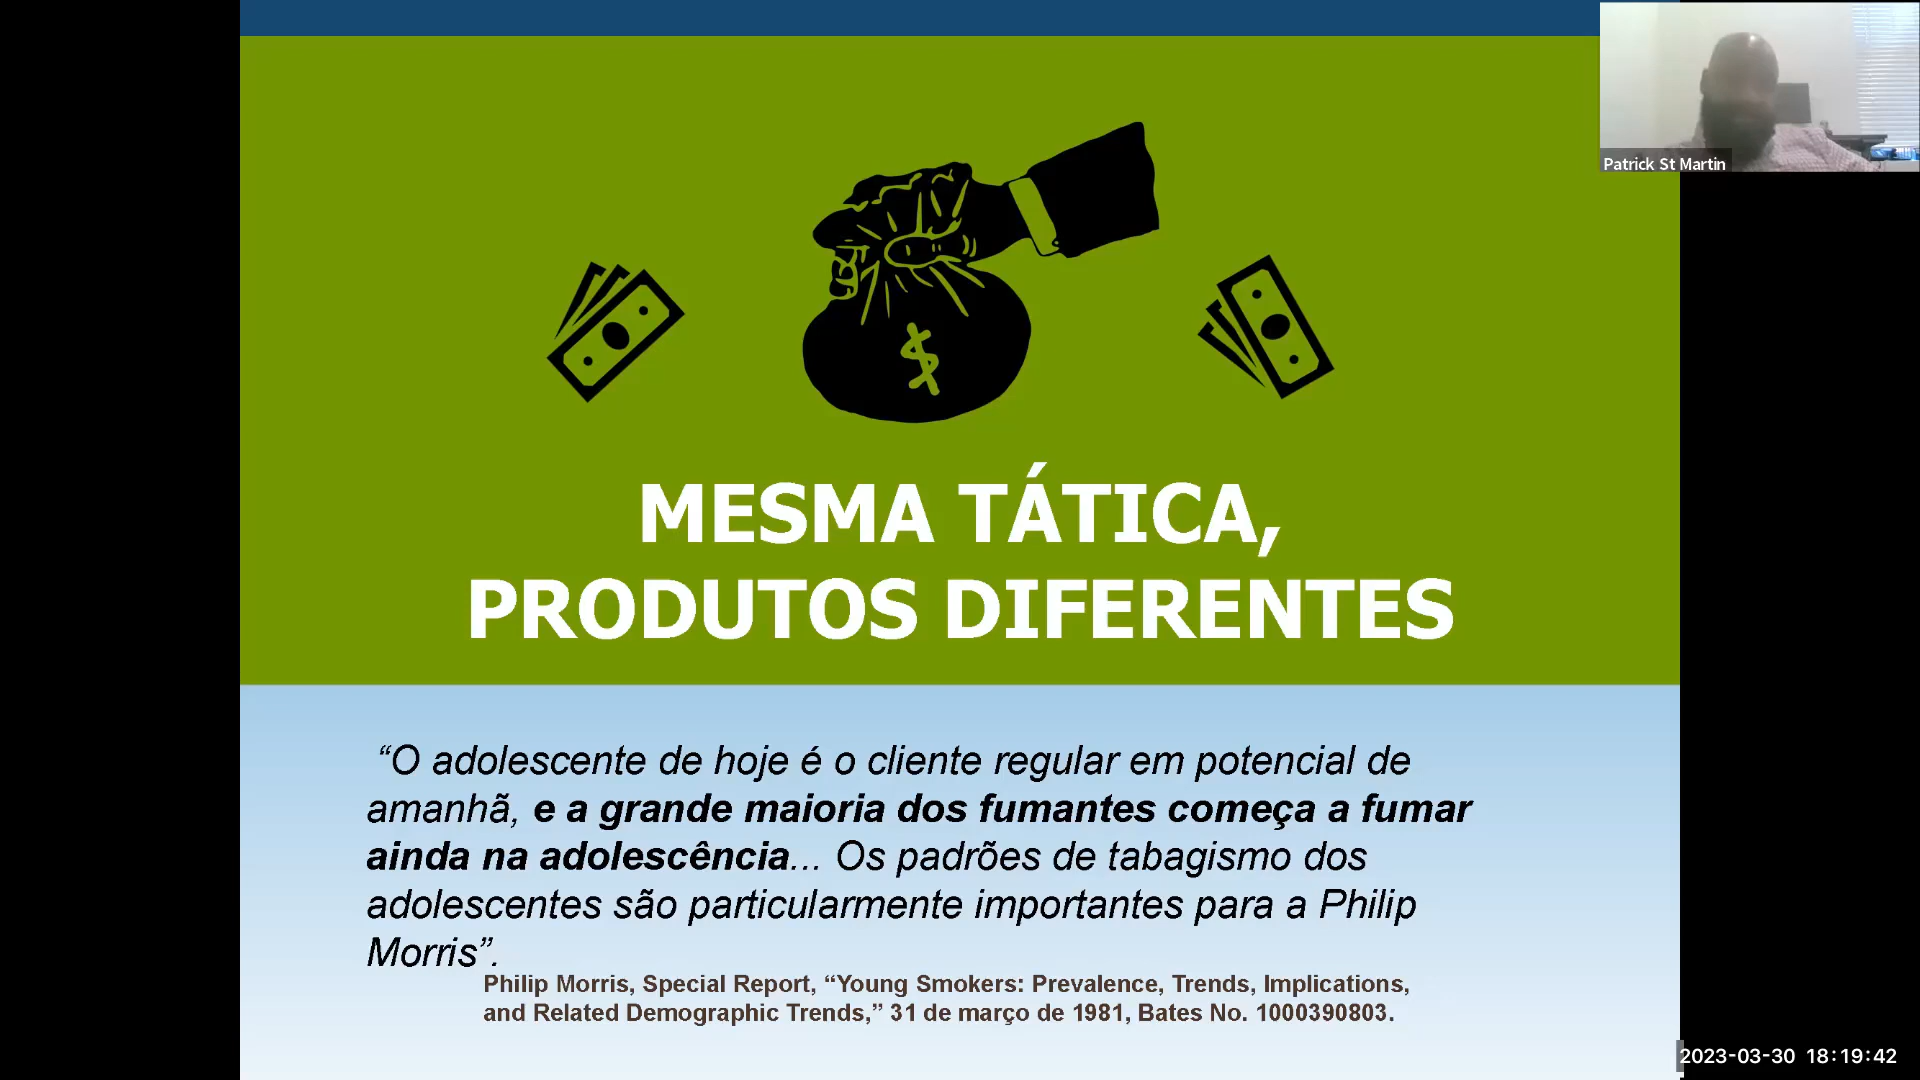 Patrick St Martin
$
MESMA TÁTICA,
PRODUTOS DIFERENTES
“O adolescente de hoje é o cliente regular em potencial de
amanhã, e a grande maioria dos fumantes começa a fumar
ainda na adolescência... Os padrões de tabagismo dos
adolescentes são particularmente importantes para a Philip
Morris”.
Philip Morris, Special Report, “Young Smokers: Prevalence, Trends, Implications,
and Related Demographic Trends,” 31 de março de 1981, Bates No. 1000390803.
2023-03-30 18:19:42